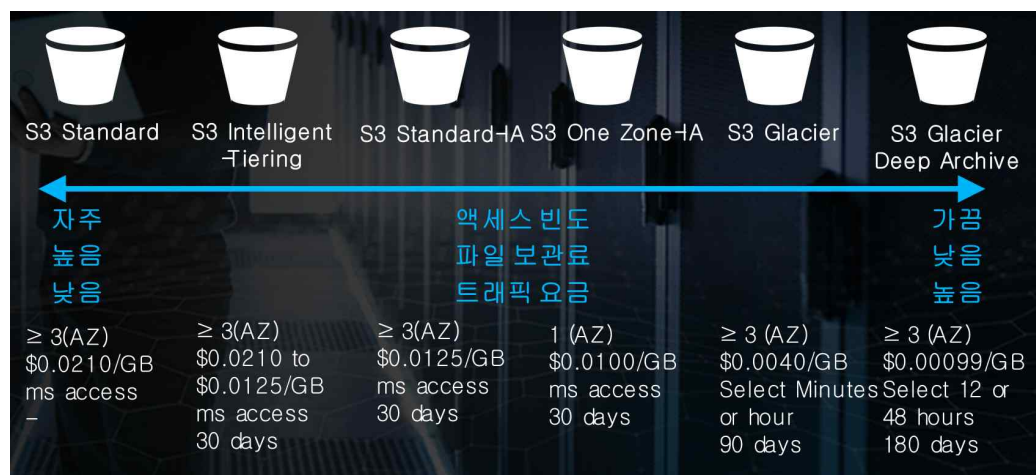 S3 Standard
S3 Intelligent
-Tiering
S3 Standard-IA
S3 One Zone-IA
S3 Glacier
S3 Glacier
Deep Archive
자주
높음
낮음
액세스 빈도
파일 보관료
트래픽 요금
가끔
낮음
높음
≥ 3(AZ)
$0.0210/GB
ms access
–
≥ 3(AZ)
$0.0210 to
$0.0125/GB
ms access
30 days
≥ 3(AZ)
$0.0125/GB
ms access
30 days
1 (AZ)
$0.0100/GB
ms access
30 days
≥ 3 (AZ)
$0.0040/GB
Select Minutes
or hour
90 days
≥ 3 (AZ)
$0.00099/GB
Select 12 or
48 hours
180 days